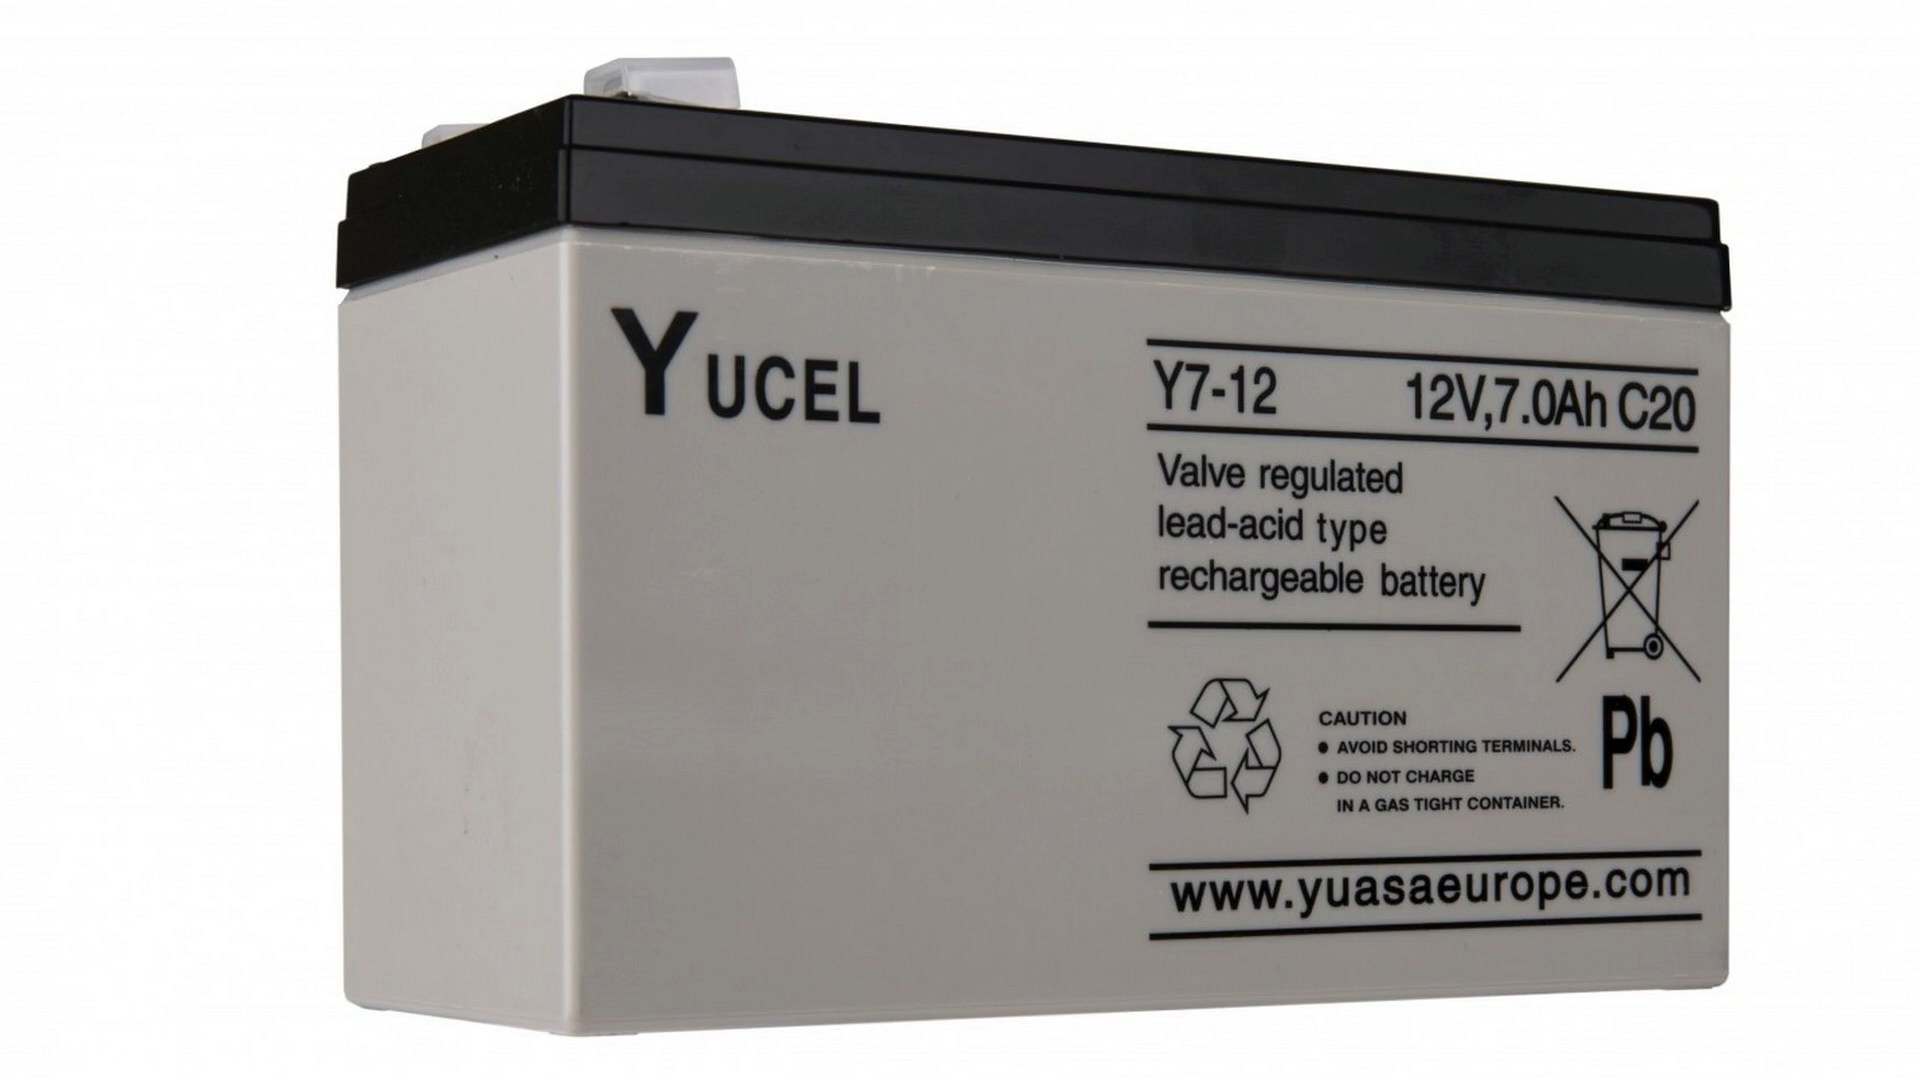 YUCEL
Y7-12 12V,7.0Ah C20
Valve regulated
lead-acid type
rechargeable battery
CAUTION
● AVOID SHORTING TERMINALS.
● DO NOT CHARGE
IN A GAS TIGHT CONTAINER.
Pb
www.yuasaeurope.com